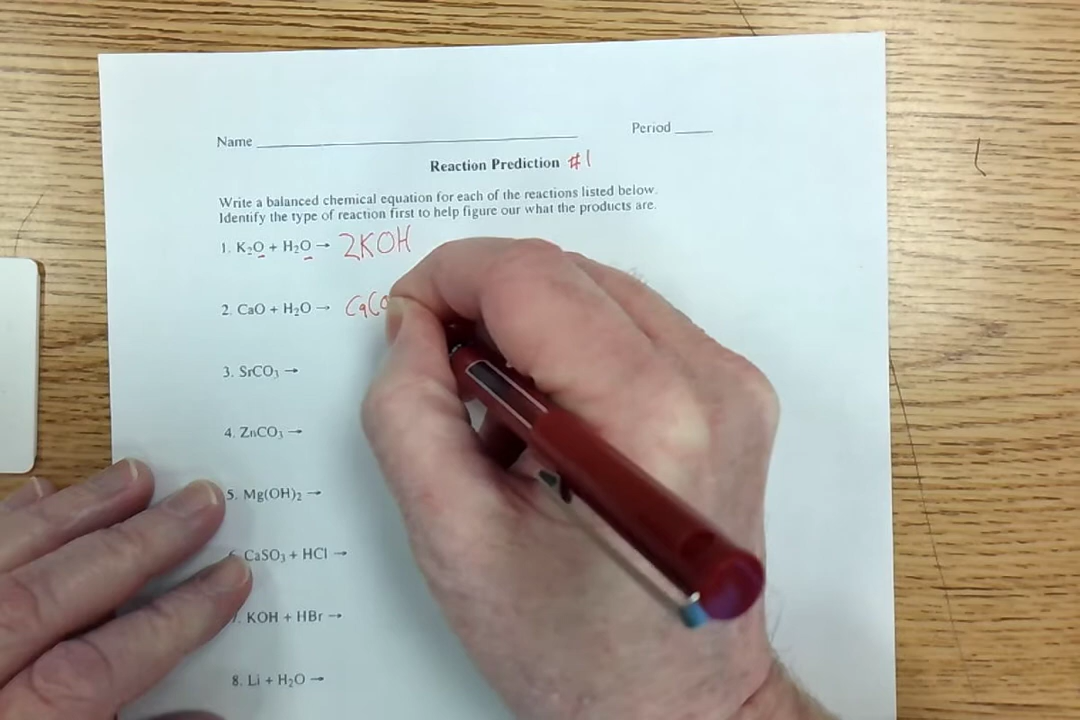 Name Period
Reaction Prediction #1
Write a balanced chemical equation for each of the reactions listed below.
Identify the type of reaction first to help figure our what the products are.
1. K₂O + H₂O → 2KOH
2. CaO + H₂O → Ca(O
3. SrCO₃ →
4. ZnCO₃ →
5. Mg(OH)₂ →
CaSO₃ + HCl →
KOH + HBr →
8. Li + H₂O →